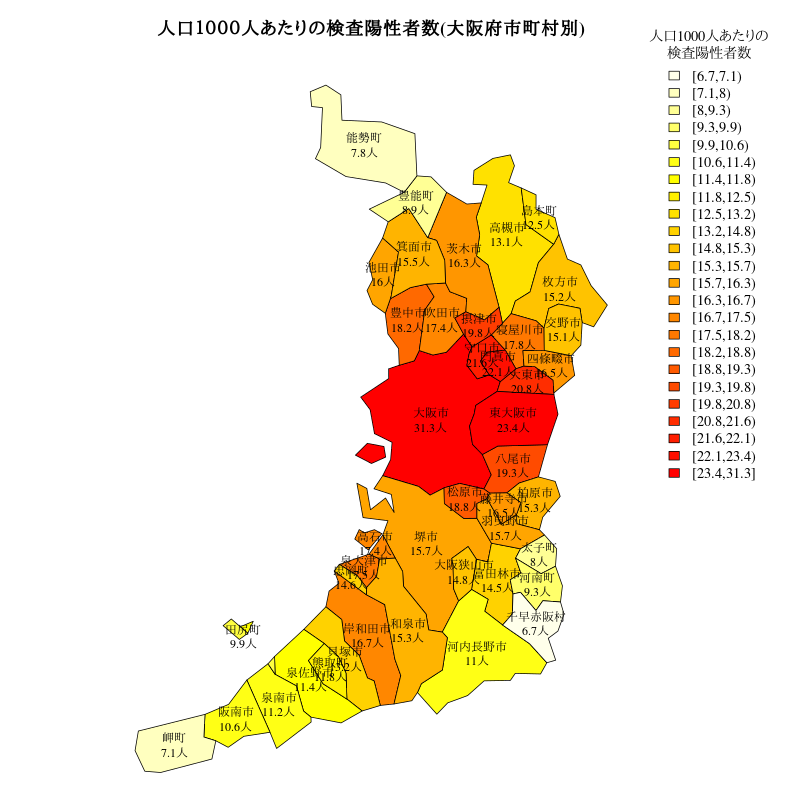 人口1000人あたりの検査陽性者数(大阪府市町村別)
人口1000人あたりの
検査陽性者数
[6.7,7.1)
[7.1,8)
[8,9.3)
[9.3,9.9)
[9.9,10.6)
[10.6,11.4)
[11.4,11.8)
[11.8,12.5)
[12.5,13.2)
[13.2,14.8)
[14.8,15.3)
[15.3,15.7)
[15.7,16.3)
[16.3,16.7)
[16.7,17.5)
[17.5,18.2)
[18.2,18.8)
[18.8,19.3)
[19.3,19.8)
[19.8,20.8)
[20.8,21.6)
[21.6,22.1)
[22.1,23.4)
[23.4,31.3]
能勢町
7.8人
豊能町
8.9人
島本町
12.5人
高槻市
13.1人
箕面市
15.5人
茨木市
16.3人
池田市
16人
枚方市
15.2人
豊中市
18.2人
吹田市
17.4人
摂津市
19.8人
寝屋川市
17.8人
交野市
15.1人
守口市
21.6人
門真市
22.1人
四條畷市
16.5人
大東市
20.8人
大阪市
31.3人
東大阪市
23.4人
八尾市
19.3人
松原市
18.8人
藤井寺市
16.5人
柏原市
15.3人
羽曳野市
15.7人
高石市
17.4人
堺市
15.7人
太子町
8人
泉大津市
17.5人
忠岡町
14.6人
大阪狭山市
14.8人
富田林市
14.5人
河南町
9.3人
千早赤阪村
6.7人
田尻町
9.9人
岸和田市
16.7人
和泉市
15.3人
河内長野市
11人
貝塚市
13.2人
熊取町
11.8人
泉佐野市
11.4人
泉南市
11.2人
阪南市
10.6人
岬町
7.1人